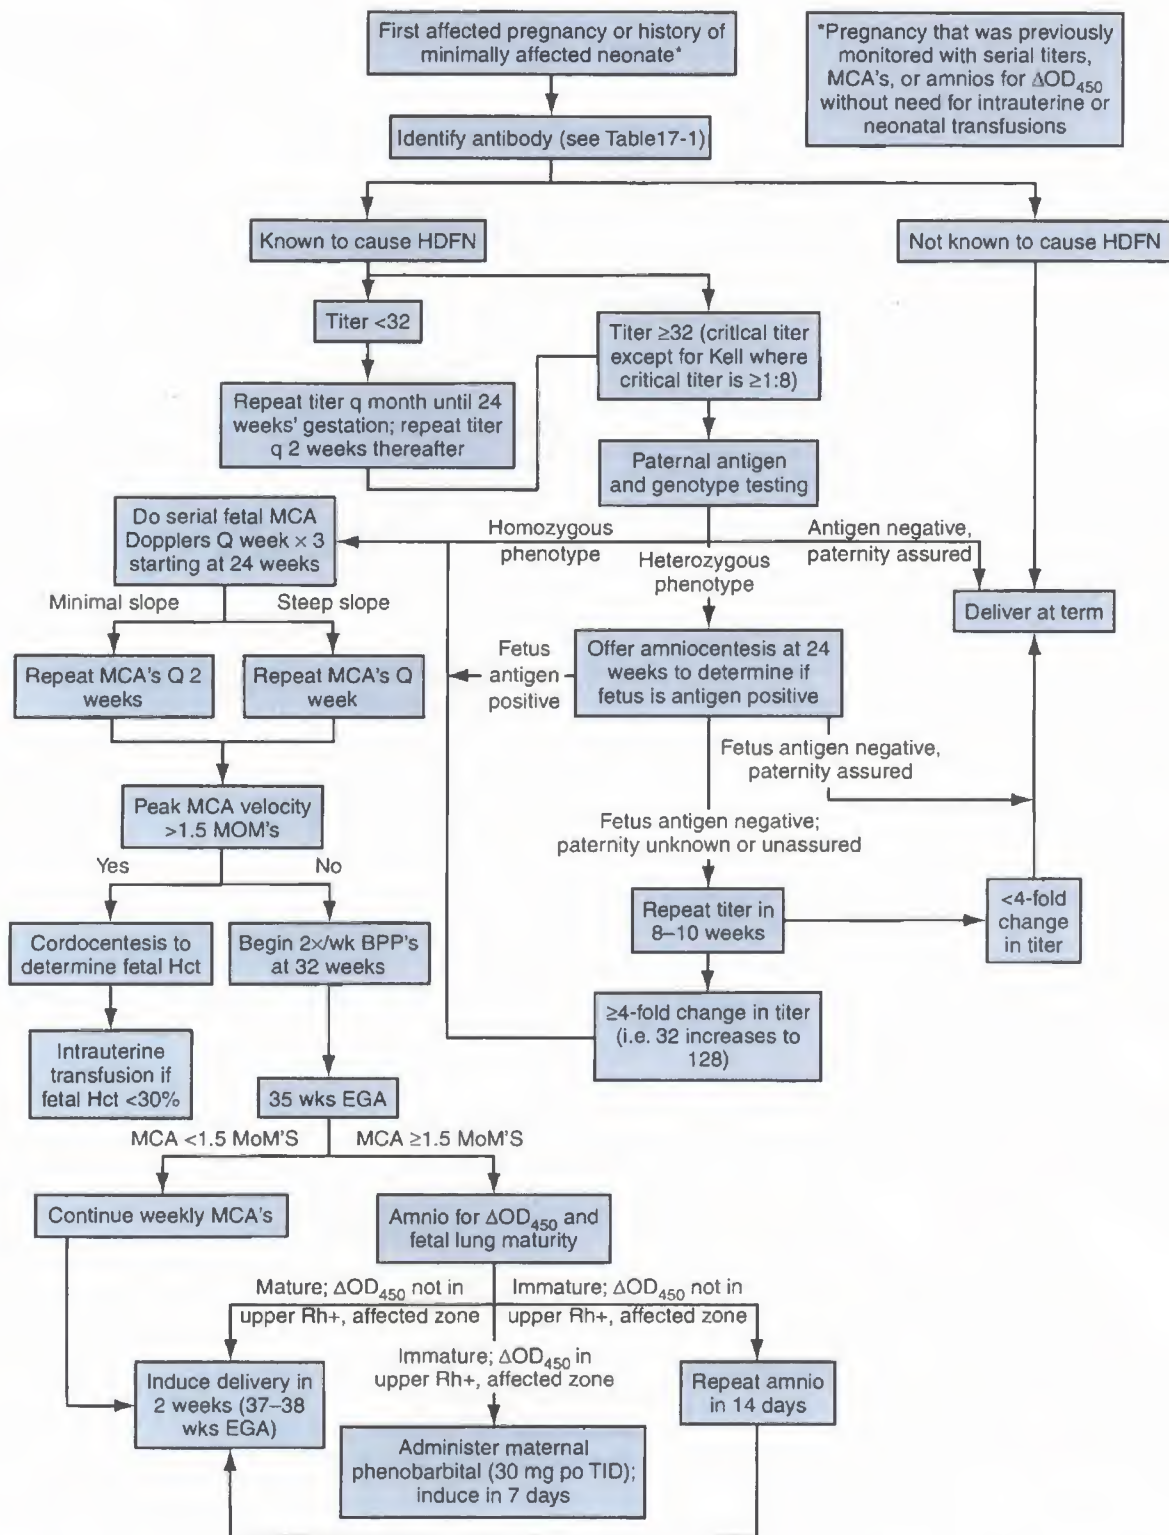 First affected pregnancy or history of
minimally affected neonate*
*Pregnancy that was previously
monitored with serial titers,
MCA's, or amnios for ΔOD450
without need for intrauterine or
neonatal transfusions
Identify antibody (see Table17-1)
Known to cause HDFN
Not known to cause HDFN
Titer <32
Titer ≥32 (critical titer
except for Kell where
critical titer is ≥1:8)
Repeat titer q month until 24
weeks' gestation; repeat titer
q 2 weeks thereafter
Paternal antigen
and genotype testing
Do serial fetal MCA
Dopplers Q week × 3
starting at 24 weeks
Homozygous
phenotype
Heterozygous
phenotype
Antigen negative,
paternity assured
Deliver at term
Minimal slope
Steep slope
Repeat MCA's Q 2
weeks
Repeat MCA's Q
week
Fetus
antigen
positive
Offer amniocentesis at 24
weeks to determine if
fetus is antigen positive
Fetus antigen negative,
paternity assured
Peak MCA velocity
>1.5 MOM's
Fetus antigen negative;
paternity unknown or unassured
Yes
No
Repeat titer in
8–10 weeks
<4-fold
change
in titer
Cordocentesis to
determine fetal Hct
Begin 2×/wk BPP's
at 32 weeks
≥4-fold change in titer
(i.e. 32 increases to
128)
Intrauterine
transfusion if
fetal Hct <30%
35 wks EGA
MCA <1.5 MoM'S
MCA ≥1.5 MoM'S
Continue weekly MCA's
Amnio for ΔOD450 and
fetal lung maturity
Mature; ΔOD450 not in
upper Rh+, affected zone
Immature; ΔOD450 not in
upper Rh+, affected zone
Immature; ΔOD450 in
upper Rh+, affected zone
Induce delivery in
2 weeks (37–38
wks EGA)
Repeat amnio
in 14 days
Administer maternal
phenobarbital (30 mg po TID);
induce in 7 days